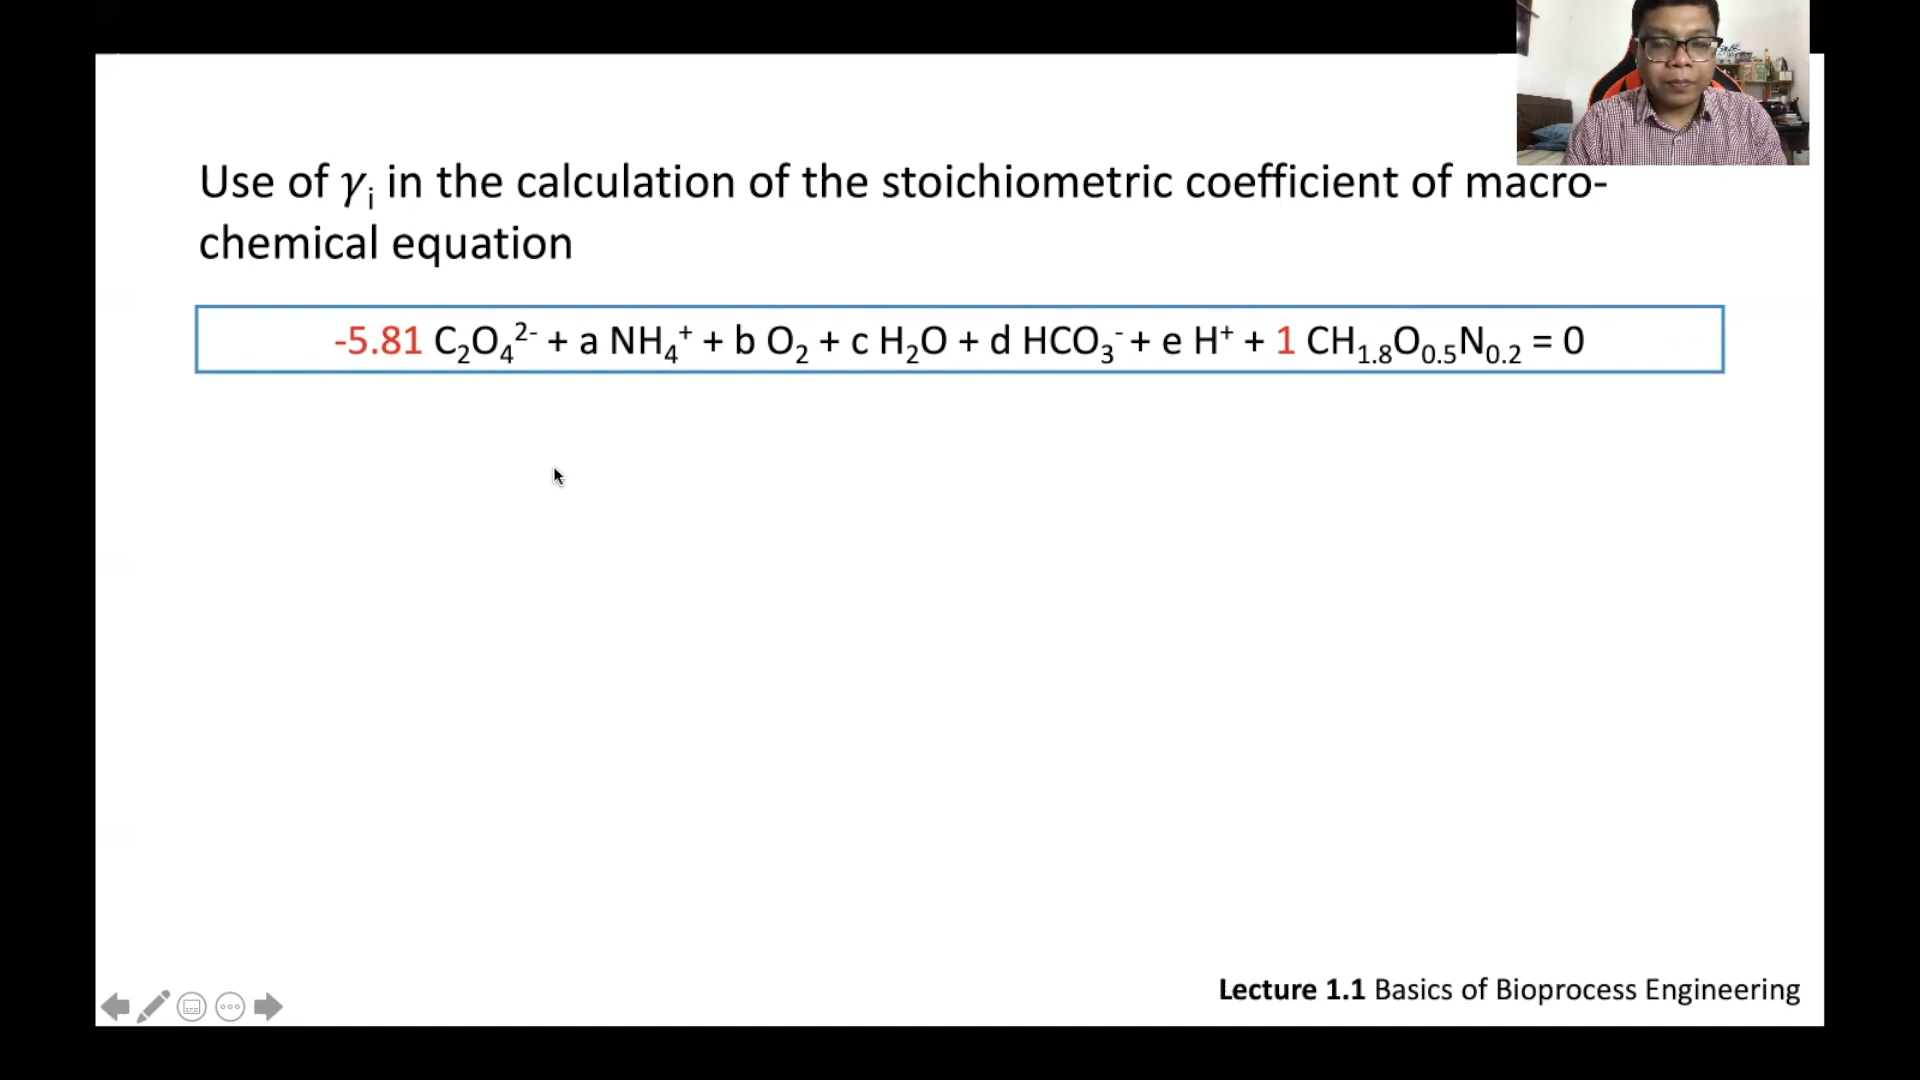 Use of γᵢ in the calculation of the stoichiometric coefficient of macro-
chemical equation
-5.81 C₂O₄²⁻ + a NH₄⁺ + b O₂ + c H₂O + d HCO₃⁻ + e H⁺ + 1 CH₁.₈O₀.₅N₀.₂ = 0
Lecture 1.1 Basics of Bioprocess Engineering